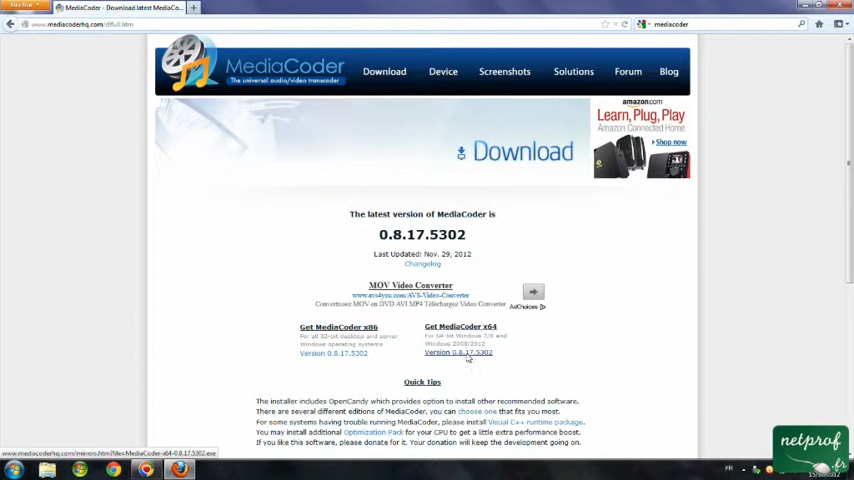 Firefox
MediaCoder - Download latest MediaCo...
www.mediacoderhq.com/dlfull.htm
mediacoder
MediaCoder
The universal audio/video transcoder
Download
Device
Screenshots
Solutions
Forum
Blog
Download
amazon.com
Learn, Plug, Play
Amazon Connected Home
Shop now
The latest version of MediaCoder is
0.8.17.5302
Last Updated: Nov. 29, 2012
Changelog
MOV Video Converter
www.avs4you.com/AVS-Video-Converter
Convertissez MOV en DVD AVI MP4 Téléchargez Video Converter
AdChoices
Get MediaCoder x86
For all 32-bit desktop and server
Windows operating systems
Version 0.8.17.5302
Get MediaCoder x64
For 64-bit Windows 7/8 and
Windows 2008/2012
Version 0.8.17.5302
Quick Tips
The installer includes OpenCandy which provides option to install other recommended software.
There are several different editions of MediaCoder, you can choose one that fits you most.
For some systems having trouble running MediaCoder, please install Visual C++ runtime package.
You may install additional Optimization Pack for your CPU to get a little extra performance boost.
If you like this software, please donate for it. Your donation will keep the development going on.
www.mediacoderhq.com/mirrors.html?file=MediaCoder-x64-0.8.17.5302.exe
FR
netprof
.fr